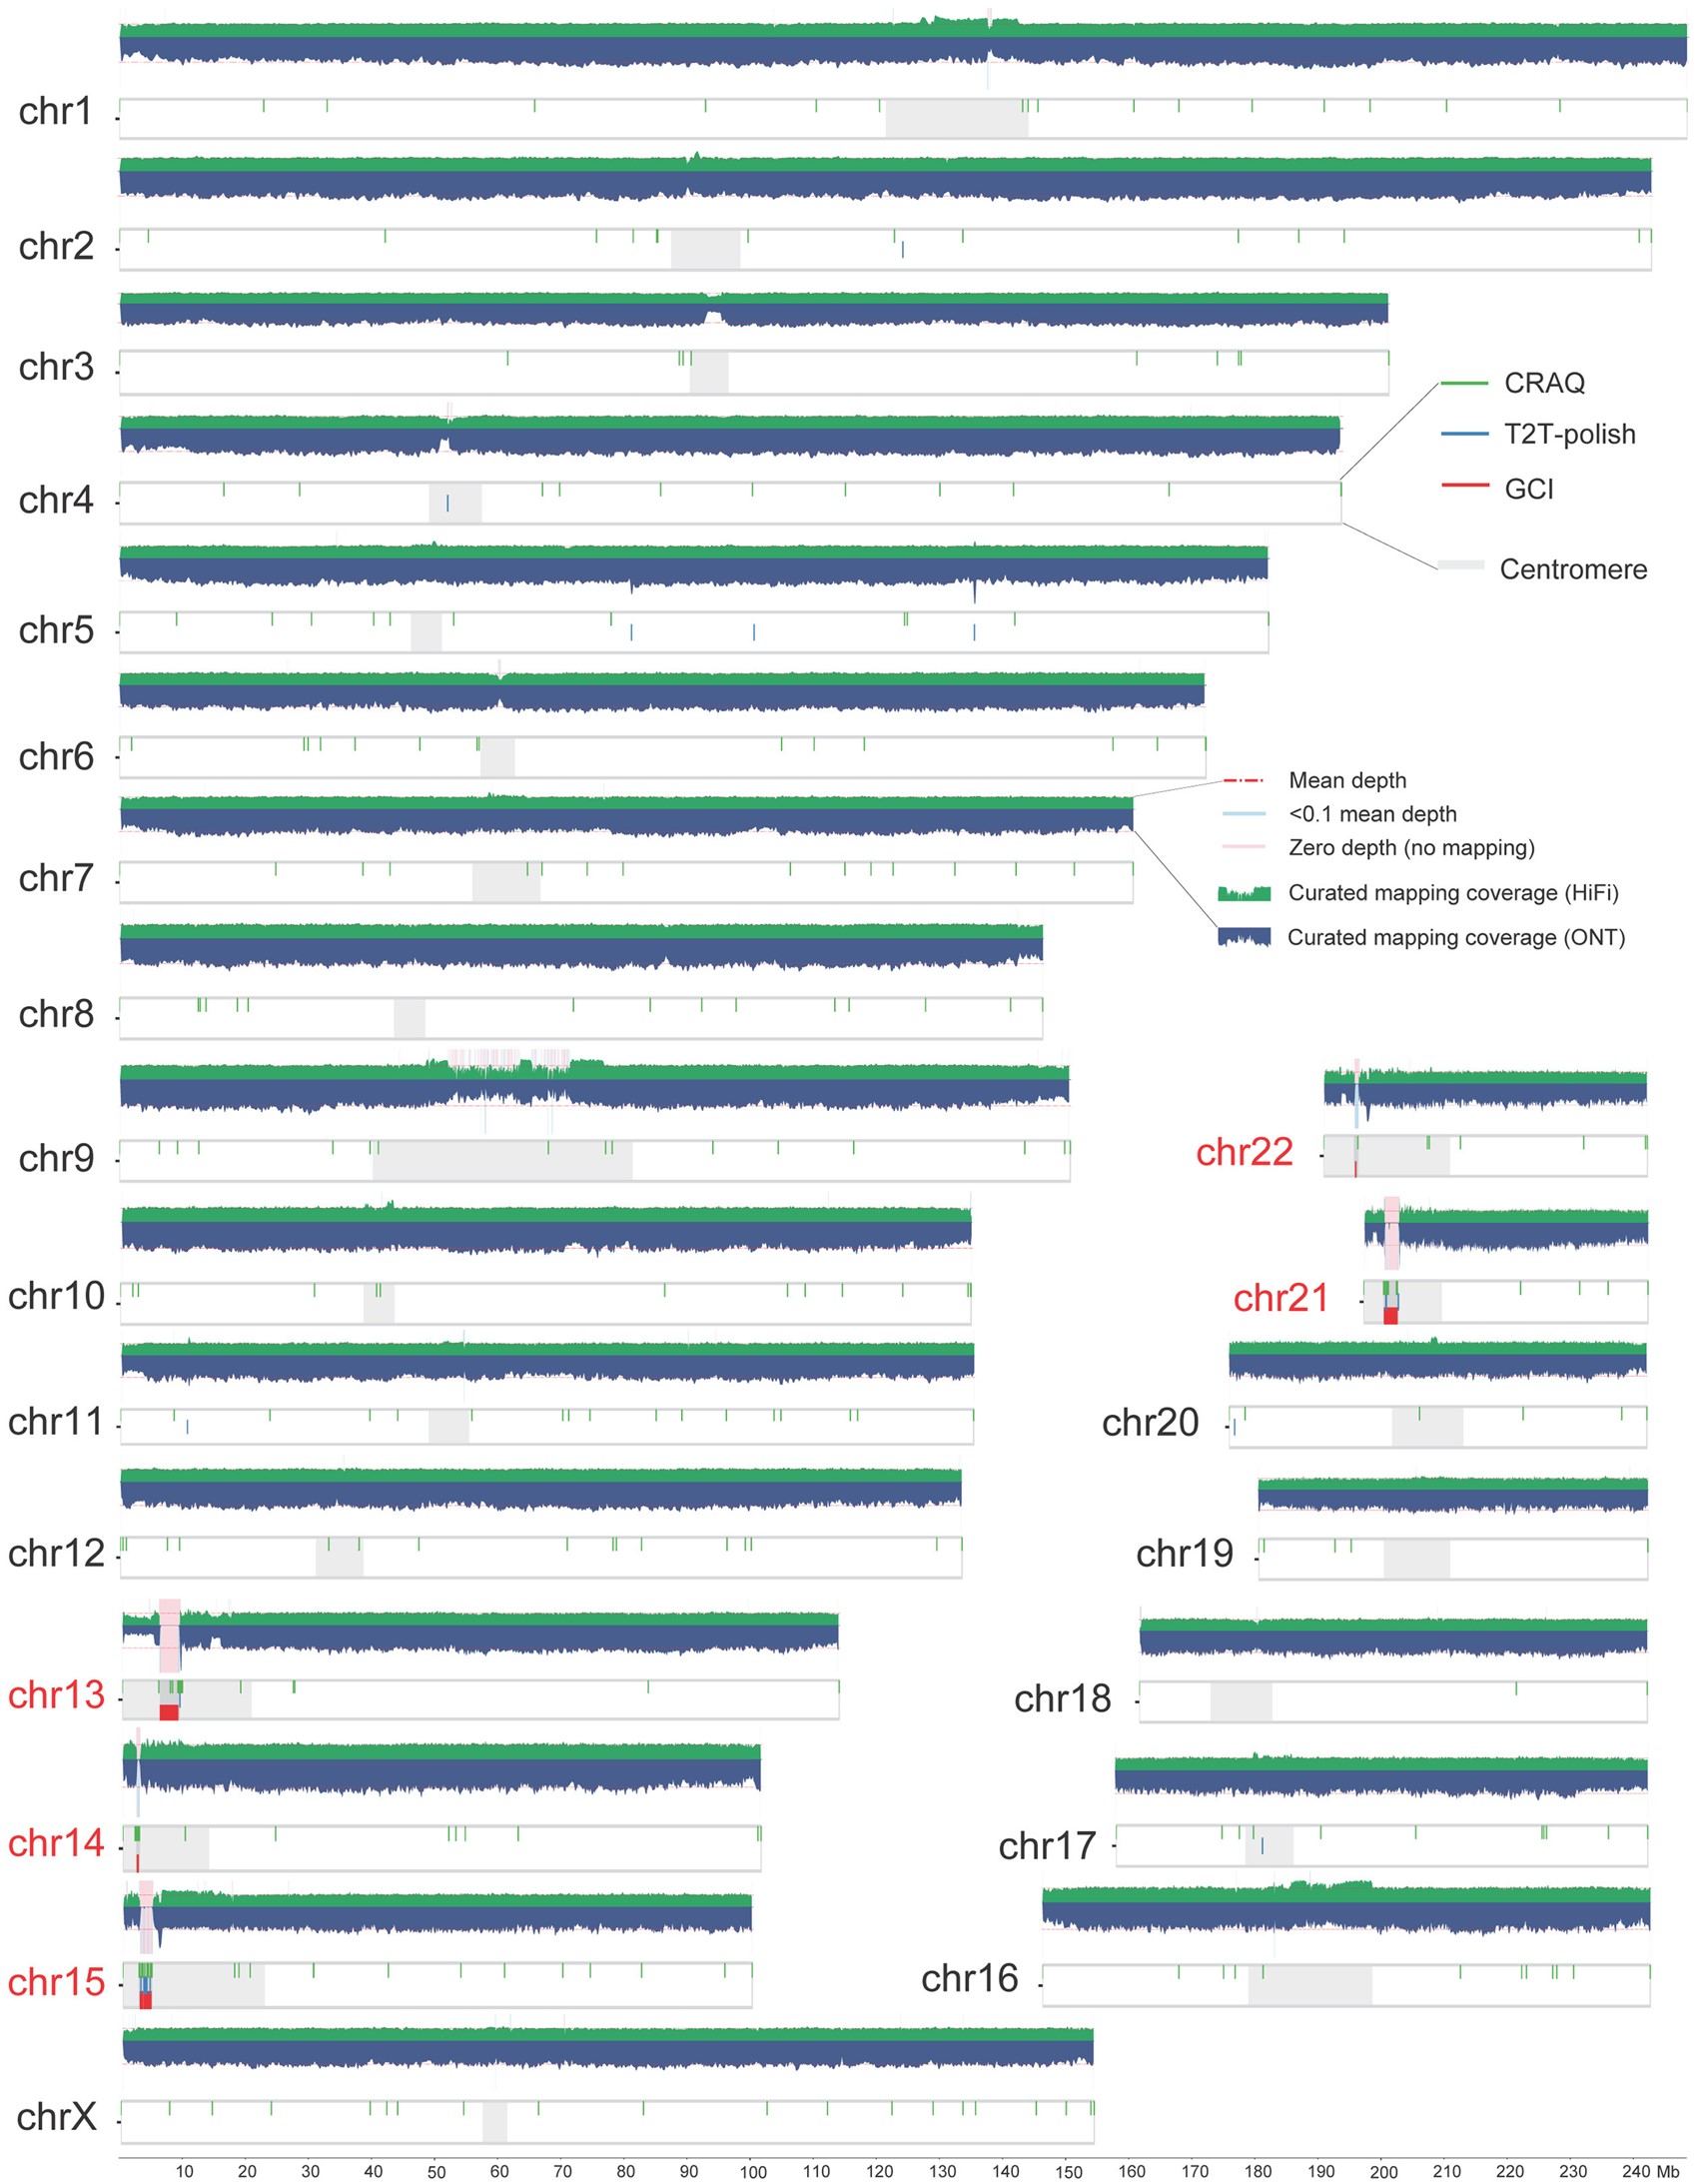 chr1
chr2
chr3
CRAQ
T2T-polish
GCI
chr4
Centromere
chr5
chr6
Mean depth
<0.1 mean depth
Zero depth (no mapping)
chr7
Curated mapping coverage (HiFi)
Curated mapping coverage (ONT)
chr8
chr9
chr22
chr10
chr21
chr11
chr20
chr12
chr19
chr13
chr18
chr14
chr17
chr15
chr16
chrX
10 20 30 40 50 60 70 80 90 100 110 120 130 140 150 160 170 180 190 200 210 220 230 240 Mb